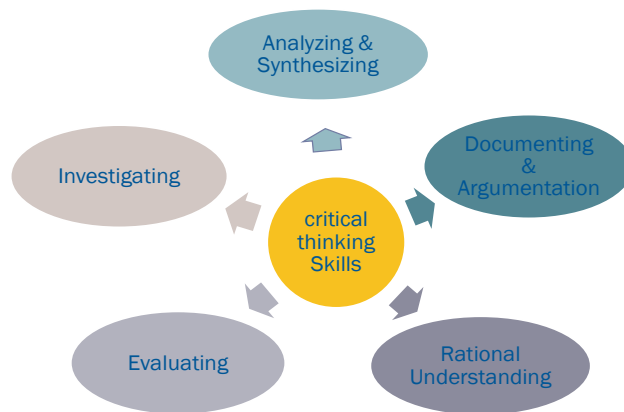 Analyzing &
Synthesizing
Documenting
&
Argumentation
Investigating
critical
thinking
Skills
Evaluating
Rational
Understanding